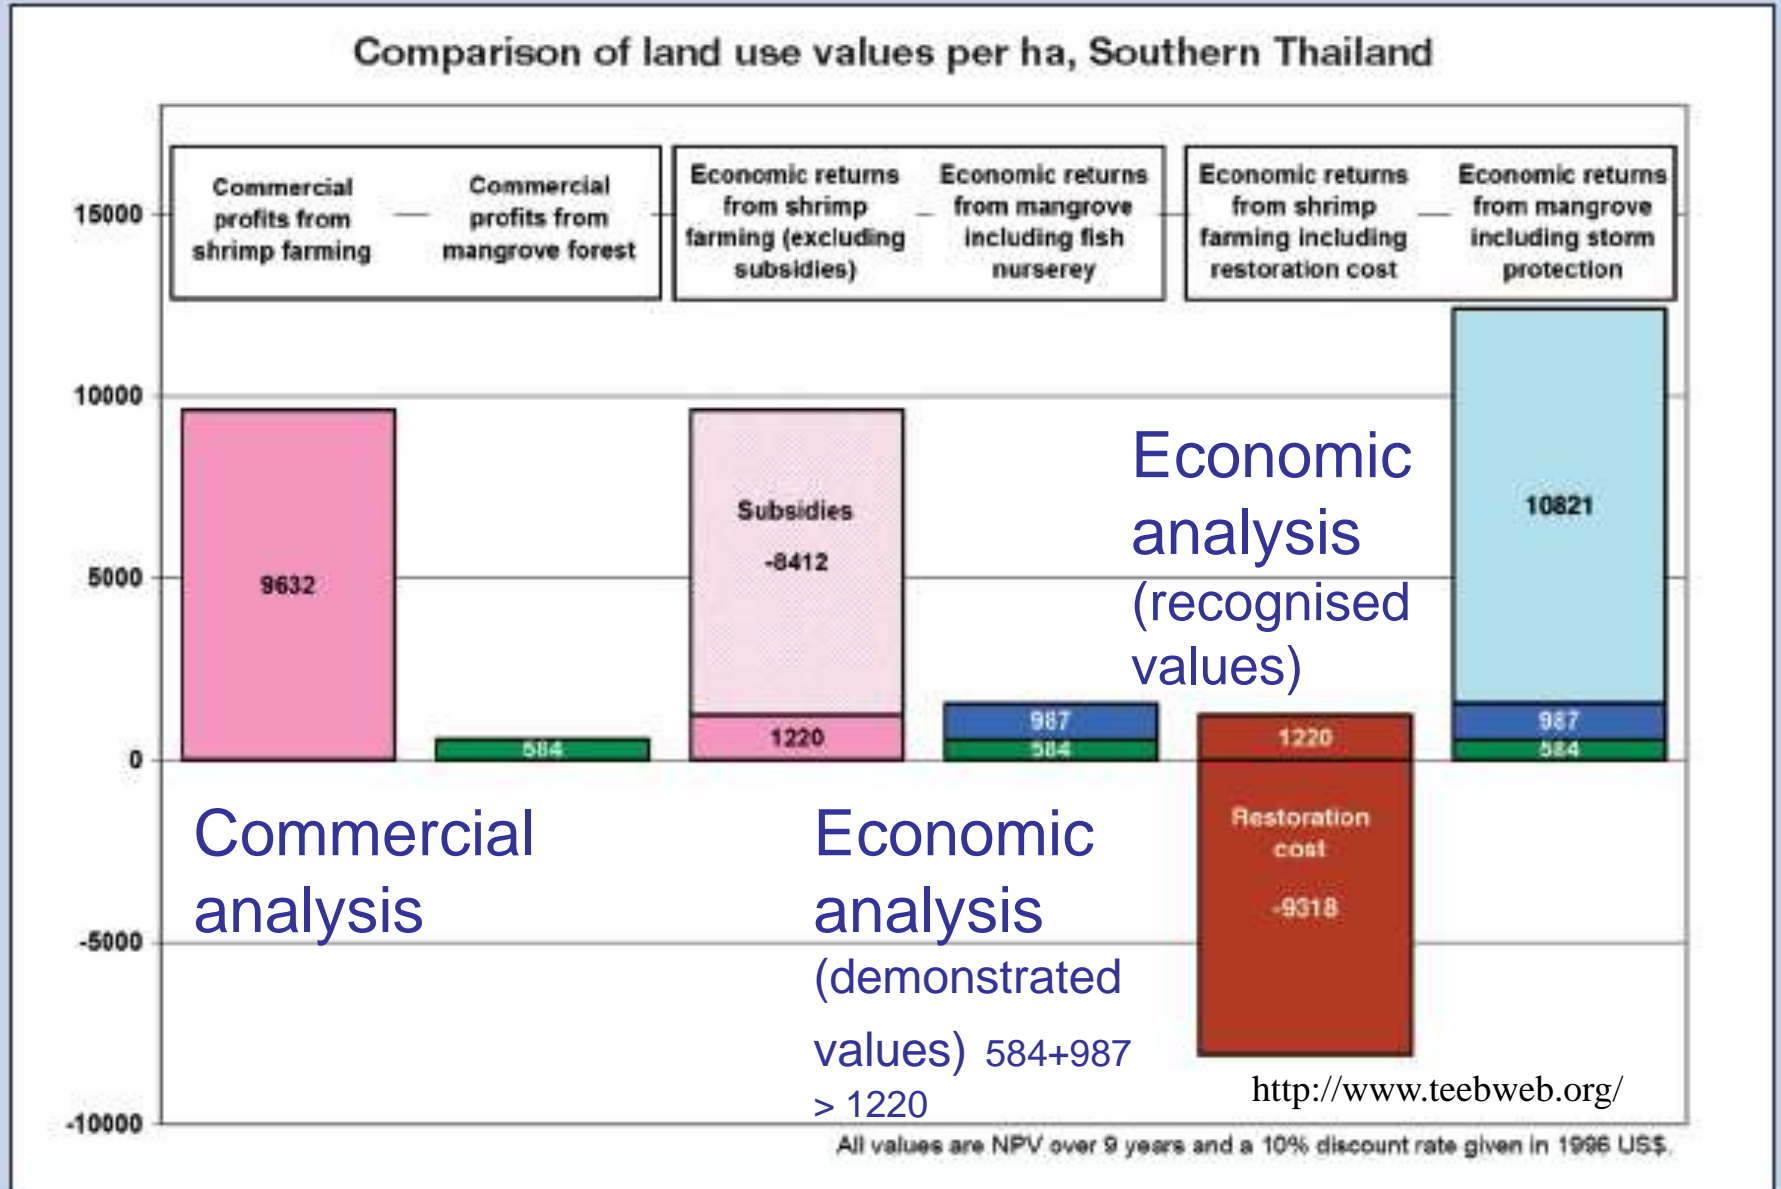 Comparison of land use values per ha, Southern Thailand
Commercial
profits from
shrimp farming
Commercial
profits from
mangrove forest
Economic returns
from shrimp
farming (excluding
subsidies)
Economic returns
from mangrove
including fish
nurserey
Economic returns
from shrimp
farming including
restoration cost
Economic returns
from mangrove
including storm
protection
15000
10000
5000
0
-5000
-10000
9632
584
Subsidies
-8412
1220
987
584
1220
Restoration
cost
-9318
10821
987
584
Commercial
analysis
Economic
analysis
(demonstrated
values) 584+987
> 1220
Economic
analysis
(recognised
values)
http://www.teebweb.org/
All values are NPV over 9 years and a 10% discount rate given in 1996 US$.